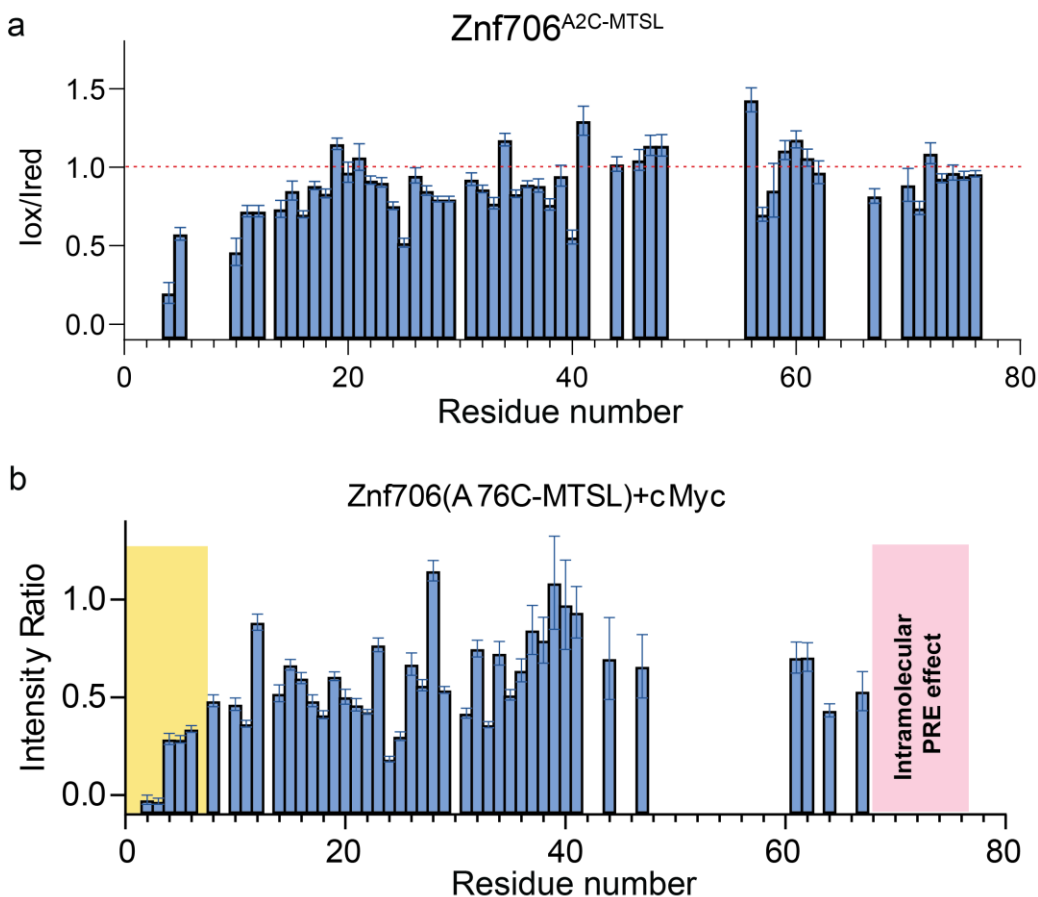 a
Znf706A2C-MTSL
Iox/Ired
1.5
1.0
0.5
0.0
0 20 40 60 80
Residue number
b
Znf706(A76C-MTSL)+cMyc
Intensity Ratio
1.0
0.5
0.0
Intramolecular
PRE effect
0 20 40 60 80
Residue number